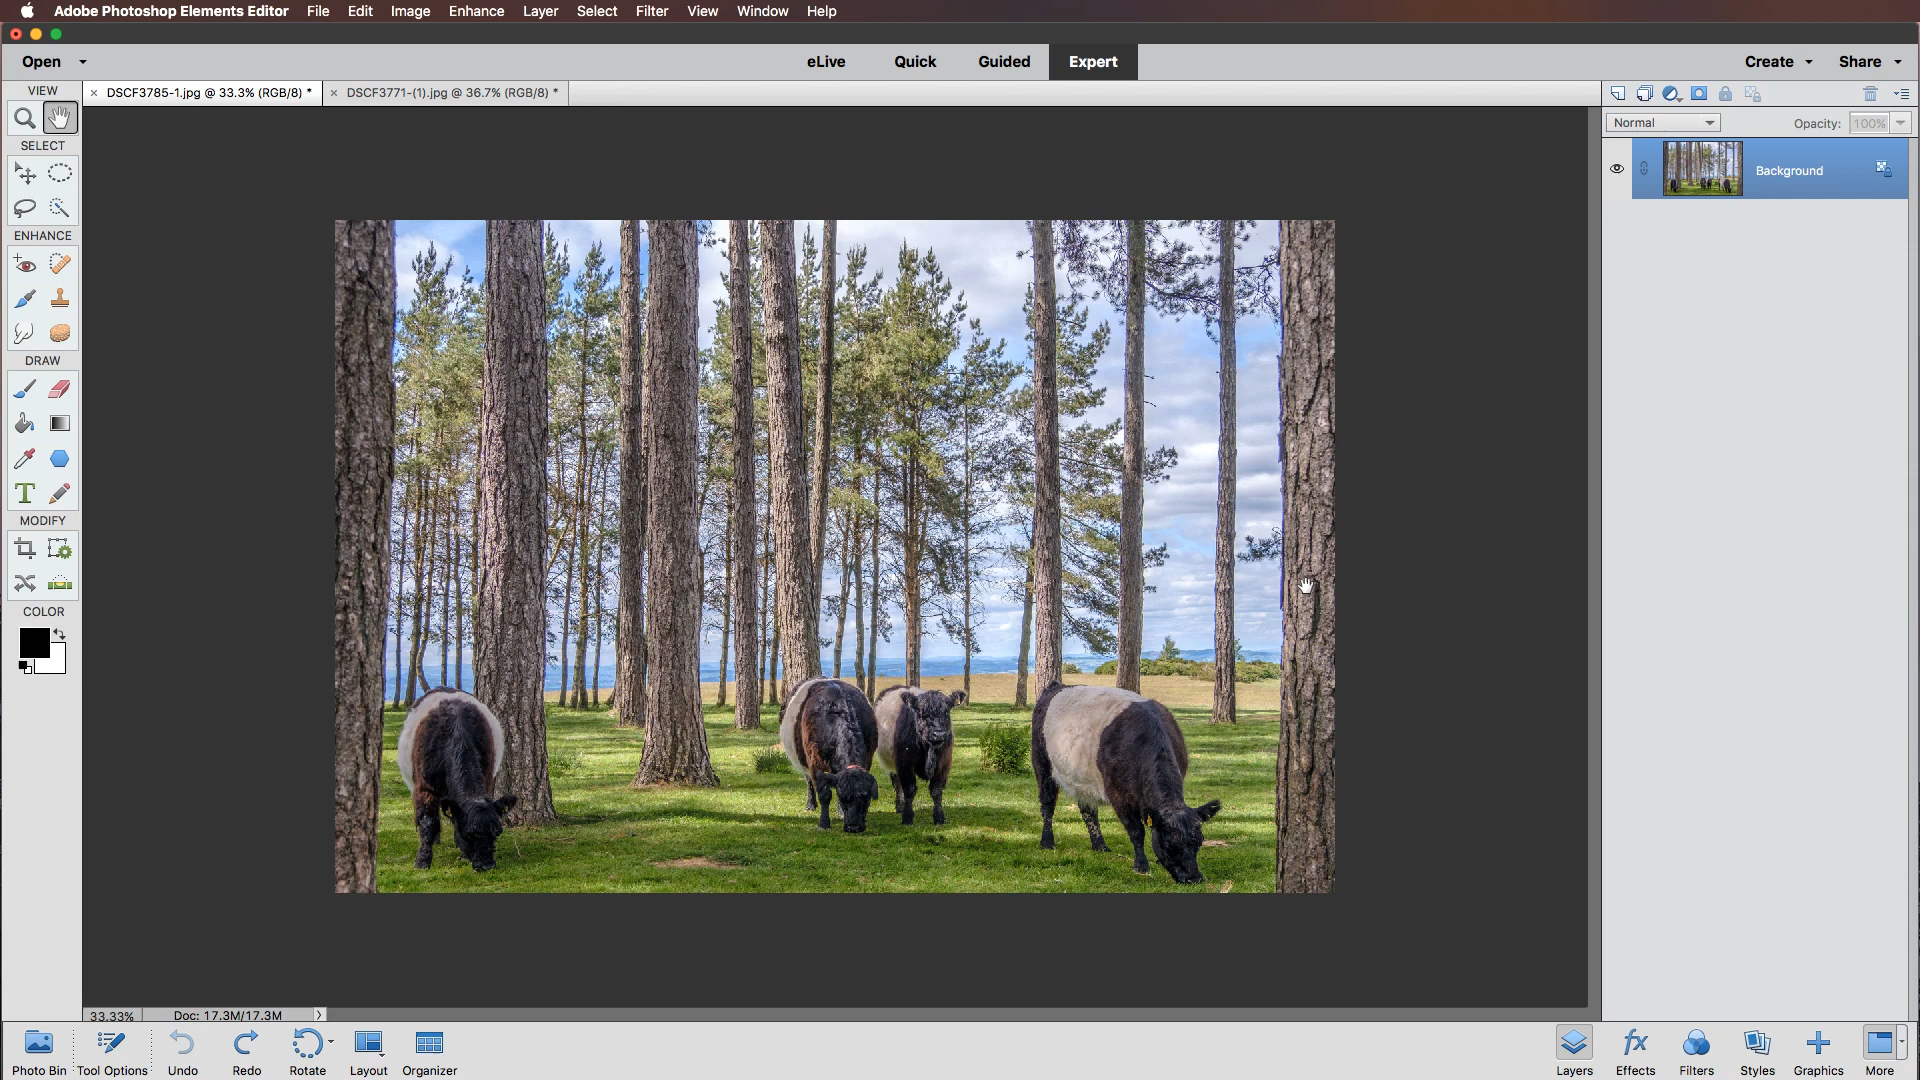 Adobe Photoshop Elements Editor File Edit Image Enhance Layer Select Filter View Window Help
Open eLive Quick Guided Expert Create Share
VIEW
× DSCF3785-1.jpg @ 33.3% (RGB/8) * × DSCF3771-(1).jpg @ 36.7% (RGB/8) *
Normal Opacity: 100%
SELECT
Background
ENHANCE
DRAW
T
MODIFY
COLOR
33.33% Doc: 17.3M/17.3M >
fx
Photo Bin Tool Options Undo Redo Rotate Layout Organizer Layers Effects Filters Styles Graphics More